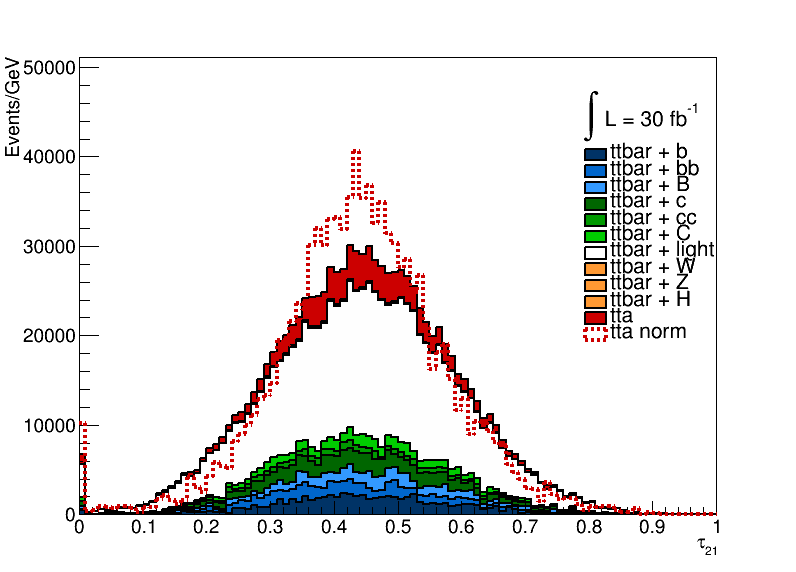 Events/GeV
50000
40000
30000
20000
10000
0
0 0.1 0.2 0.3 0.4 0.5 0.6 0.7 0.8 0.9 1
τ21
∫ L = 30 fb-1
ttbar + b
ttbar + bb
ttbar + B
ttbar + c
ttbar + cc
ttbar + C
ttbar + light
ttbar + W
ttbar + Z
ttbar + H
tta
tta norm